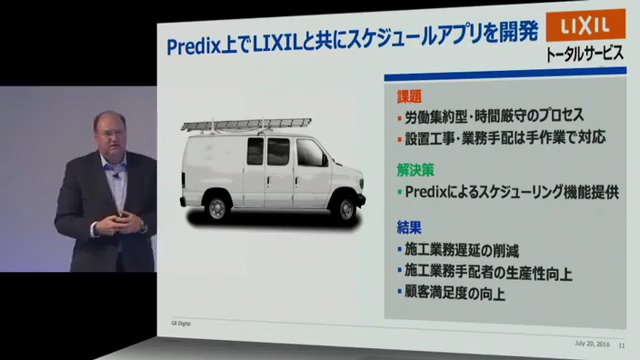 Predix上でLIXILと共にスケジュールアプリを開発
LIXIL
トータルサービス
課題
▪ 労働集約型・時間厳守のプロセス
▪ 設置工事・業務手配は手作業で対応
解決策
▪ Predixによるスケジューリング機能提供
結果
▪ 施工業務遅延の削減
▪ 施工業務手配者の生産性向上
▪ 顧客満足度の向上
GE Digital
July 20, 2016 11